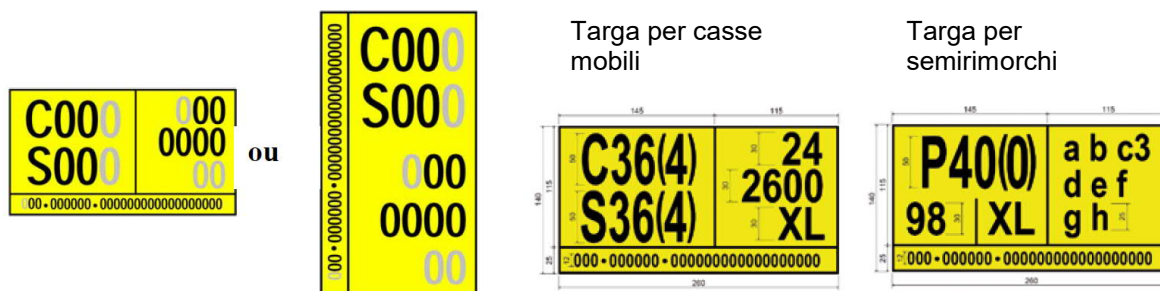 C000
S000
000
0000
00
000•000000•0000000000000000
ou
000•000000•0000000000000000
C000
S000
000
0000
00
Targa per casse
mobili
145
115
140
115
25
50
50
C36(4)
S36(4)
30
24
30
2600
30
XL
12
000•000000•0000000000000000
260
Targa per
semirimorchi
145
115
140
115
25
50
P40(0)
98
30
XL
a b c3
d e f
g h
25
12
000•000000•0000000000000000
260